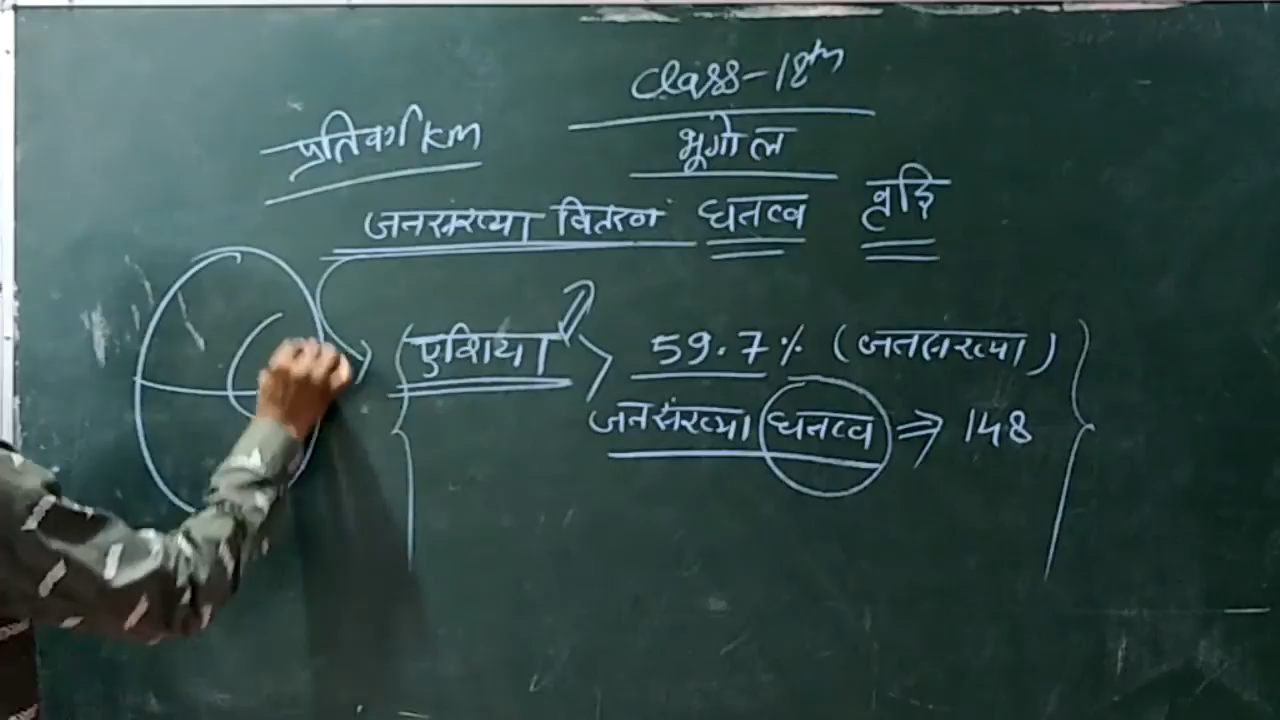 Class-12th
प्रतिवर्ग km
भूगोल
जनसंख्या वितरण घनत्व वृद्धि
एशिया 59.7% (जनसंख्या)
जनसंख्या घनत्व ⇒ 148